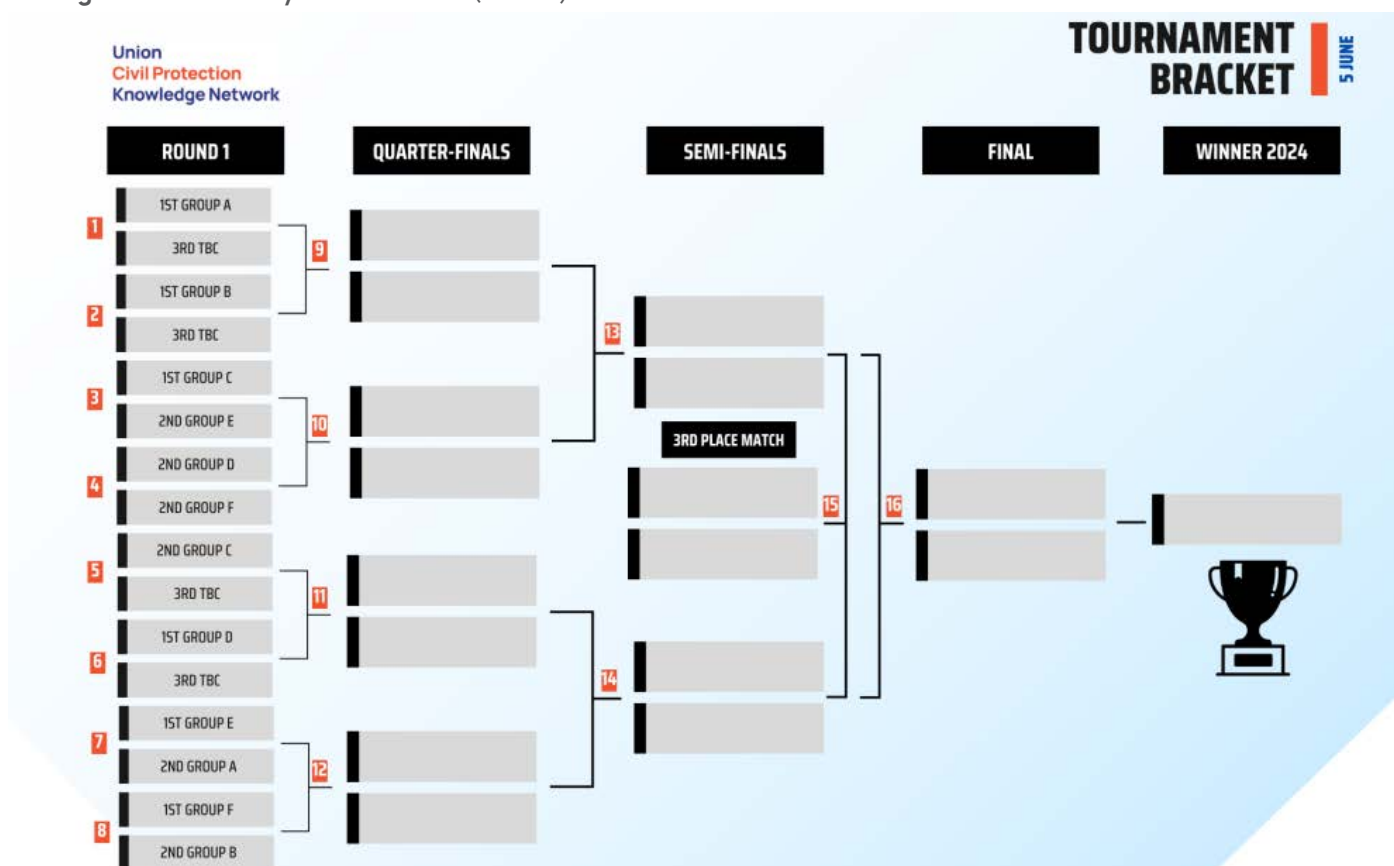 Union
Civil Protection
Knowledge Network
TOURNAMENT
BRACKET
5 JUNE
ROUND 1
QUARTER-FINALS
SEMI-FINALS
FINAL
WINNER 2024
1
1ST GROUP A
3RD TBC
2
1ST GROUP B
3RD TBC
3
1ST GROUP C
2ND GROUP E
4
2ND GROUP D
2ND GROUP F
5
2ND GROUP C
3RD TBC
6
1ST GROUP D
3RD TBC
7
1ST GROUP E
2ND GROUP A
8
1ST GROUP F
2ND GROUP B
9
10
11
12
13
14
3RD PLACE MATCH
15
16